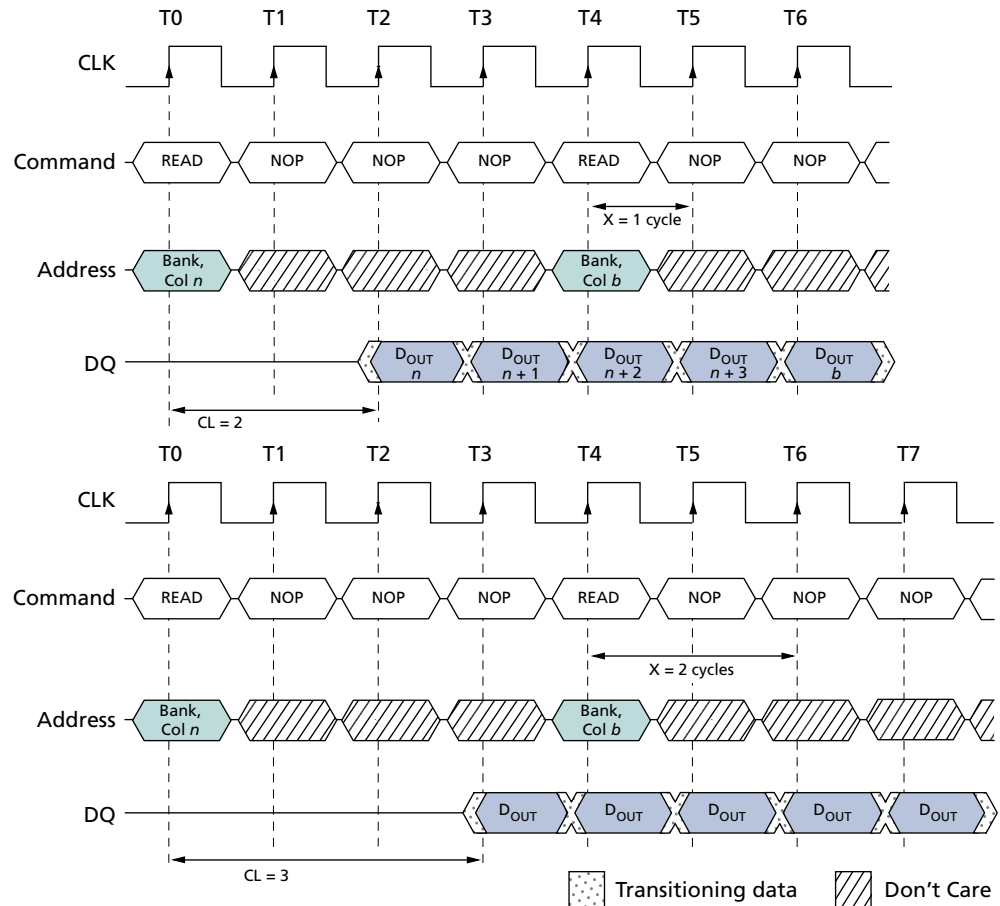 T0 T1 T2 T3 T4 T5 T6
CLK
Command READ NOP NOP NOP READ NOP NOP
X = 1 cycle
Address Bank, Col n Bank, Col b
DQ DOUT n DOUT n + 1 DOUT n + 2 DOUT n + 3 DOUT b
CL = 2
T0 T1 T2 T3 T4 T5 T6 T7
CLK
Command READ NOP NOP NOP READ NOP NOP NOP
X = 2 cycles
Address Bank, Col n Bank, Col b
DQ DOUT DOUT DOUT DOUT DOUT
CL = 3
Transitioning data Don't Care